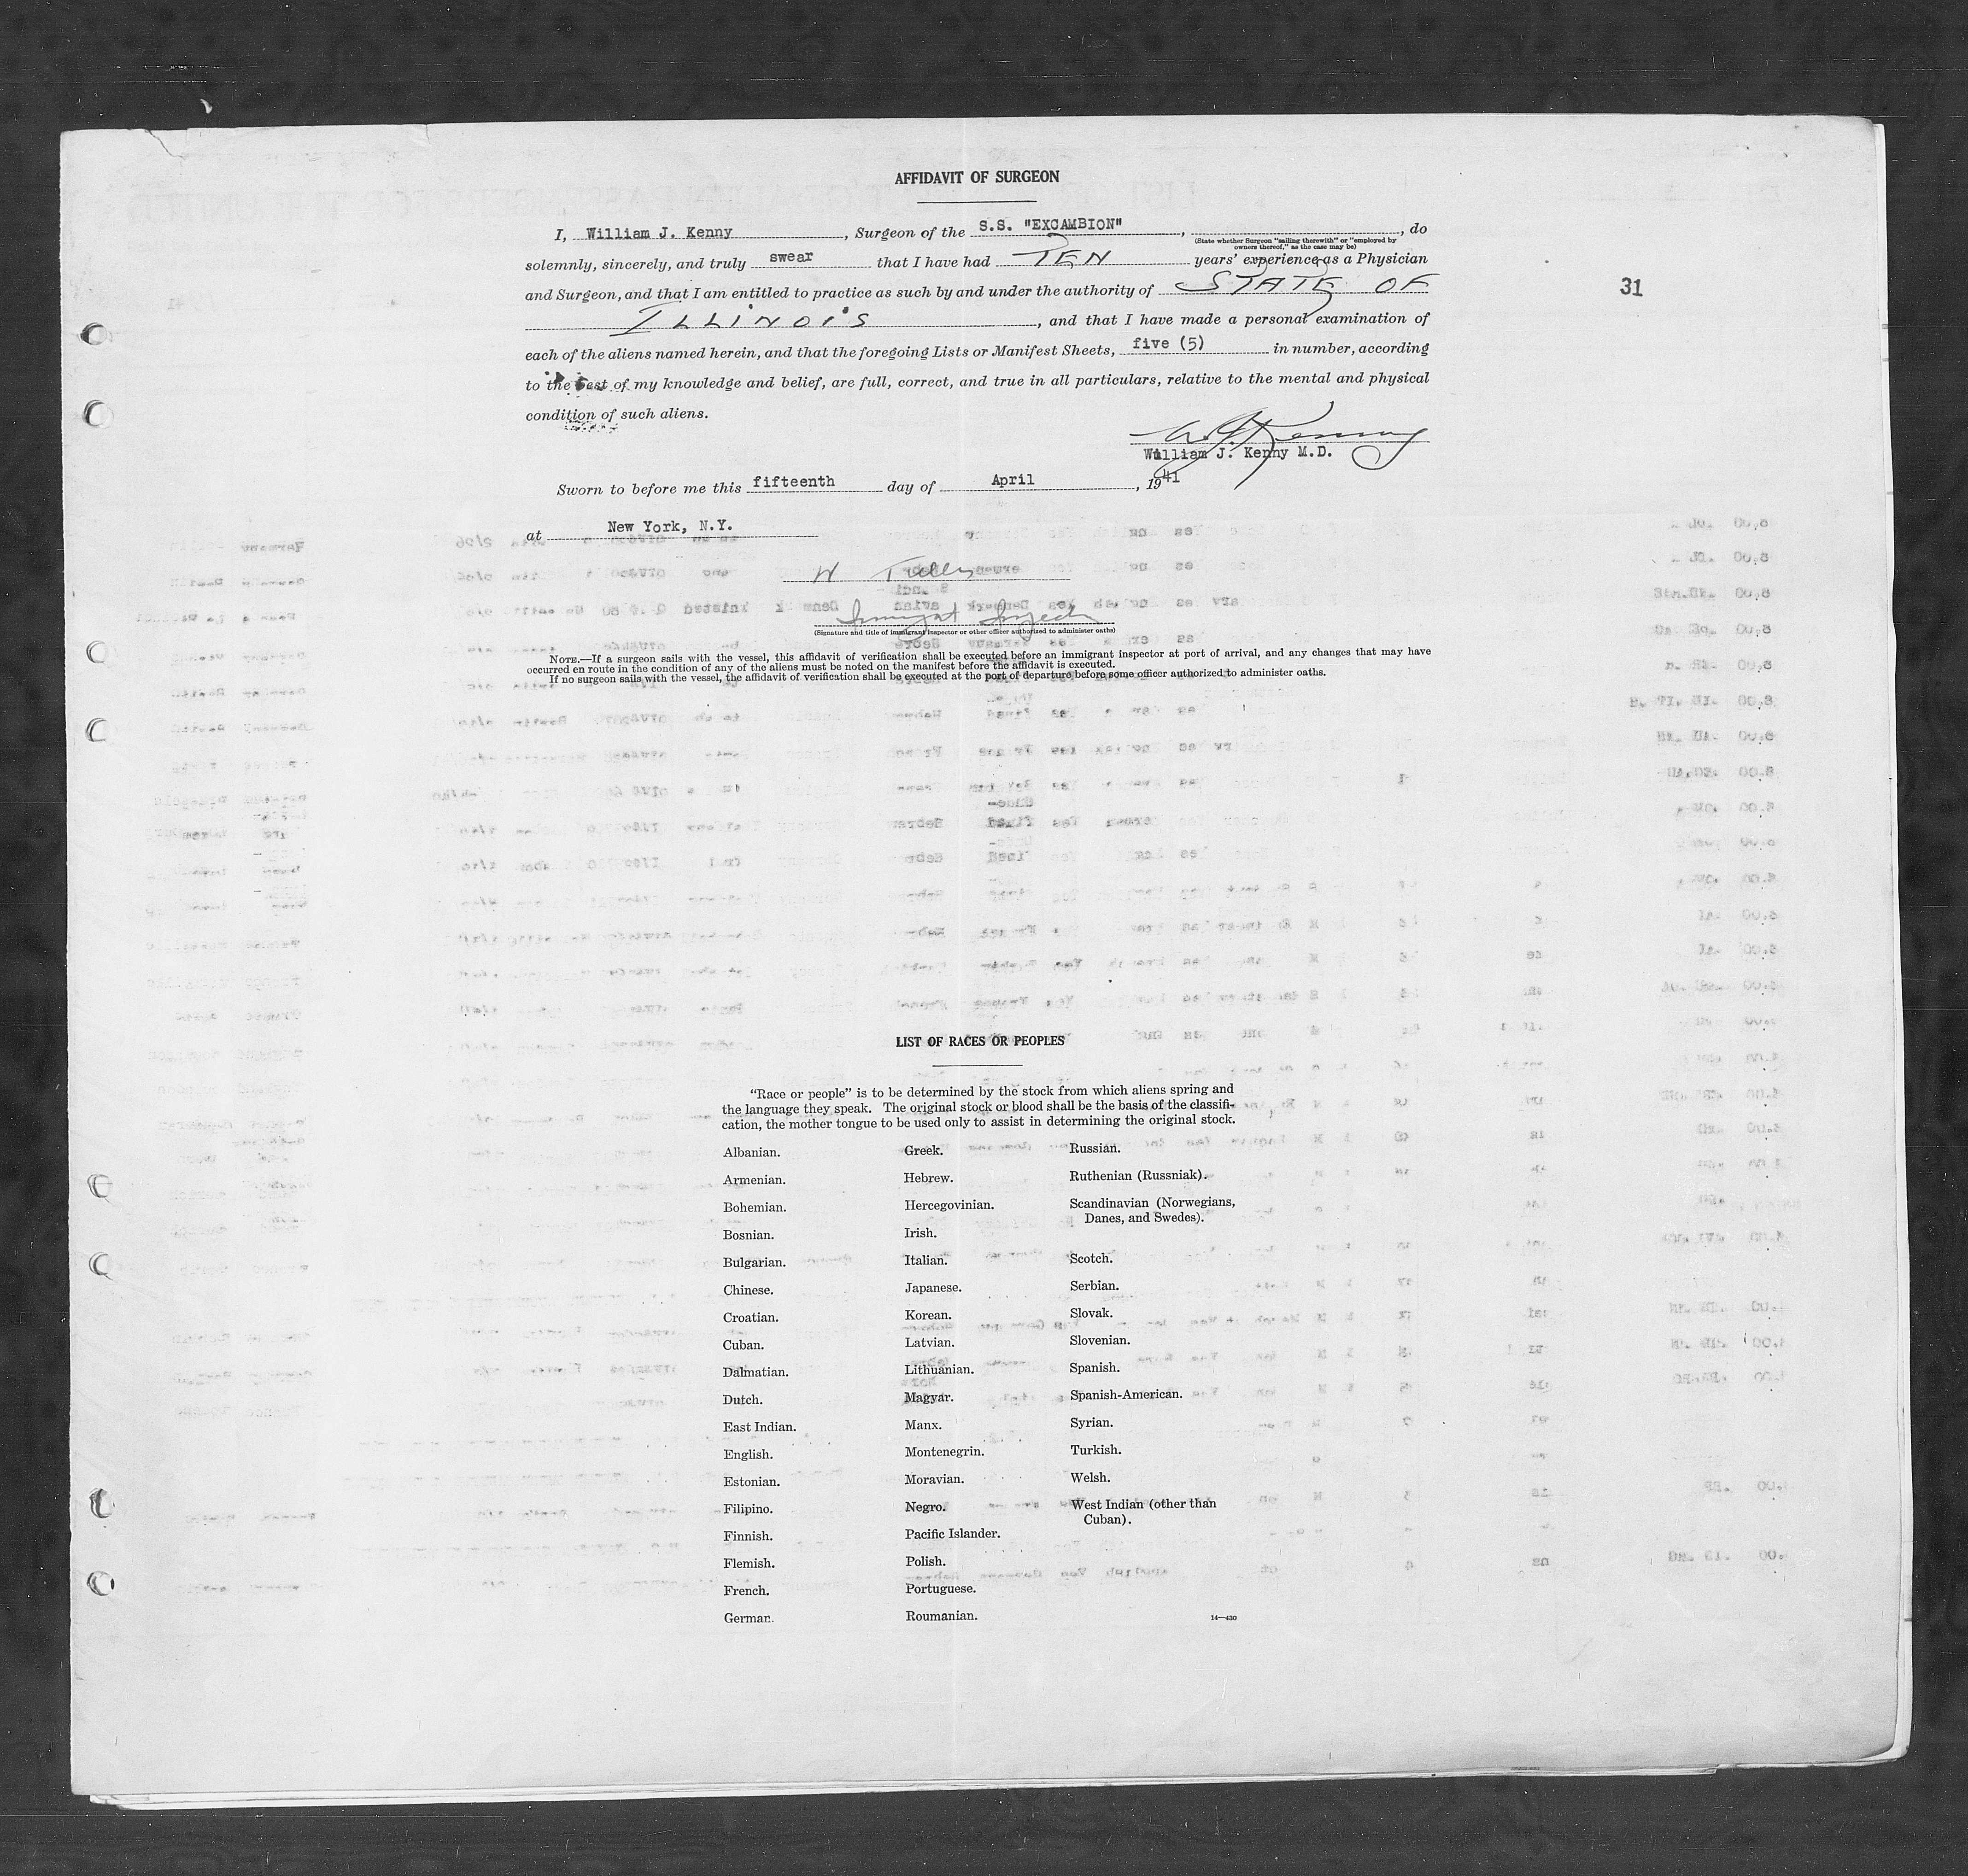 AFFIDAVIT OF SURGEON
I, William J. Kenny, Surgeon of the S.S. "EXCAMBION", , do
(State whether Surgeon "sailing therewith" or "employed by
owners thereof," as the case may be)
solemnly, sincerely, and truly swear that I have had TEN years' experience as a Physician
and Surgeon, and that I am entitled to practice as such by and under the authority of STATE OF
31
ILLINOIS, and that I have made a personal examination of
each of the aliens named herein, and that the foregoing Lists or Manifest Sheets, five (5) in number, according
to the best of my knowledge and belief, are full, correct, and true in all particulars, relative to the mental and physical
condition of such aliens.
W. J. Kenny
William J. Kenny M.D.
Sworn to before me this fifteenth day of April, 1941
at New York, N.Y.
W
Immigrant Inspector
(Signature and title of immigrant inspector or other officer authorized to administer oaths)
NOTE.—If a surgeon sails with the vessel, this affidavit of verification shall be executed before an immigrant inspector at port of arrival, and any changes that may have
occurred en route in the condition of any of the aliens must be noted on the manifest before the affidavit is executed.
If no surgeon sails with the vessel, the affidavit of verification shall be executed at the port of departure before some officer authorized to administer oaths.
LIST OF RACES OR PEOPLES
"Race or people" is to be determined by the stock from which aliens spring and
the language they speak. The original stock or blood shall be the basis of the classifi-
cation, the mother tongue to be used only to assist in determining the original stock.
Albanian.
Armenian.
Bohemian.
Bosnian.
Bulgarian.
Chinese.
Croatian.
Cuban.
Dalmatian.
Dutch.
East Indian.
English.
Estonian.
Filipino.
Finnish.
Flemish.
French.
German.
Greek.
Hebrew.
Hercegovinian.
Irish.
Italian.
Japanese.
Korean.
Latvian.
Lithuanian.
Magyar.
Manx.
Montenegrin.
Moravian.
Negro.
Pacific Islander.
Polish.
Portuguese.
Roumanian.
Russian.
Ruthenian (Russniak).
Scandinavian (Norwegians,
Danes, and Swedes).
Scotch.
Serbian.
Slovak.
Slovenian.
Spanish.
Spanish-American.
Syrian.
Turkish.
Welsh.
West Indian (other than
Cuban).
14—430